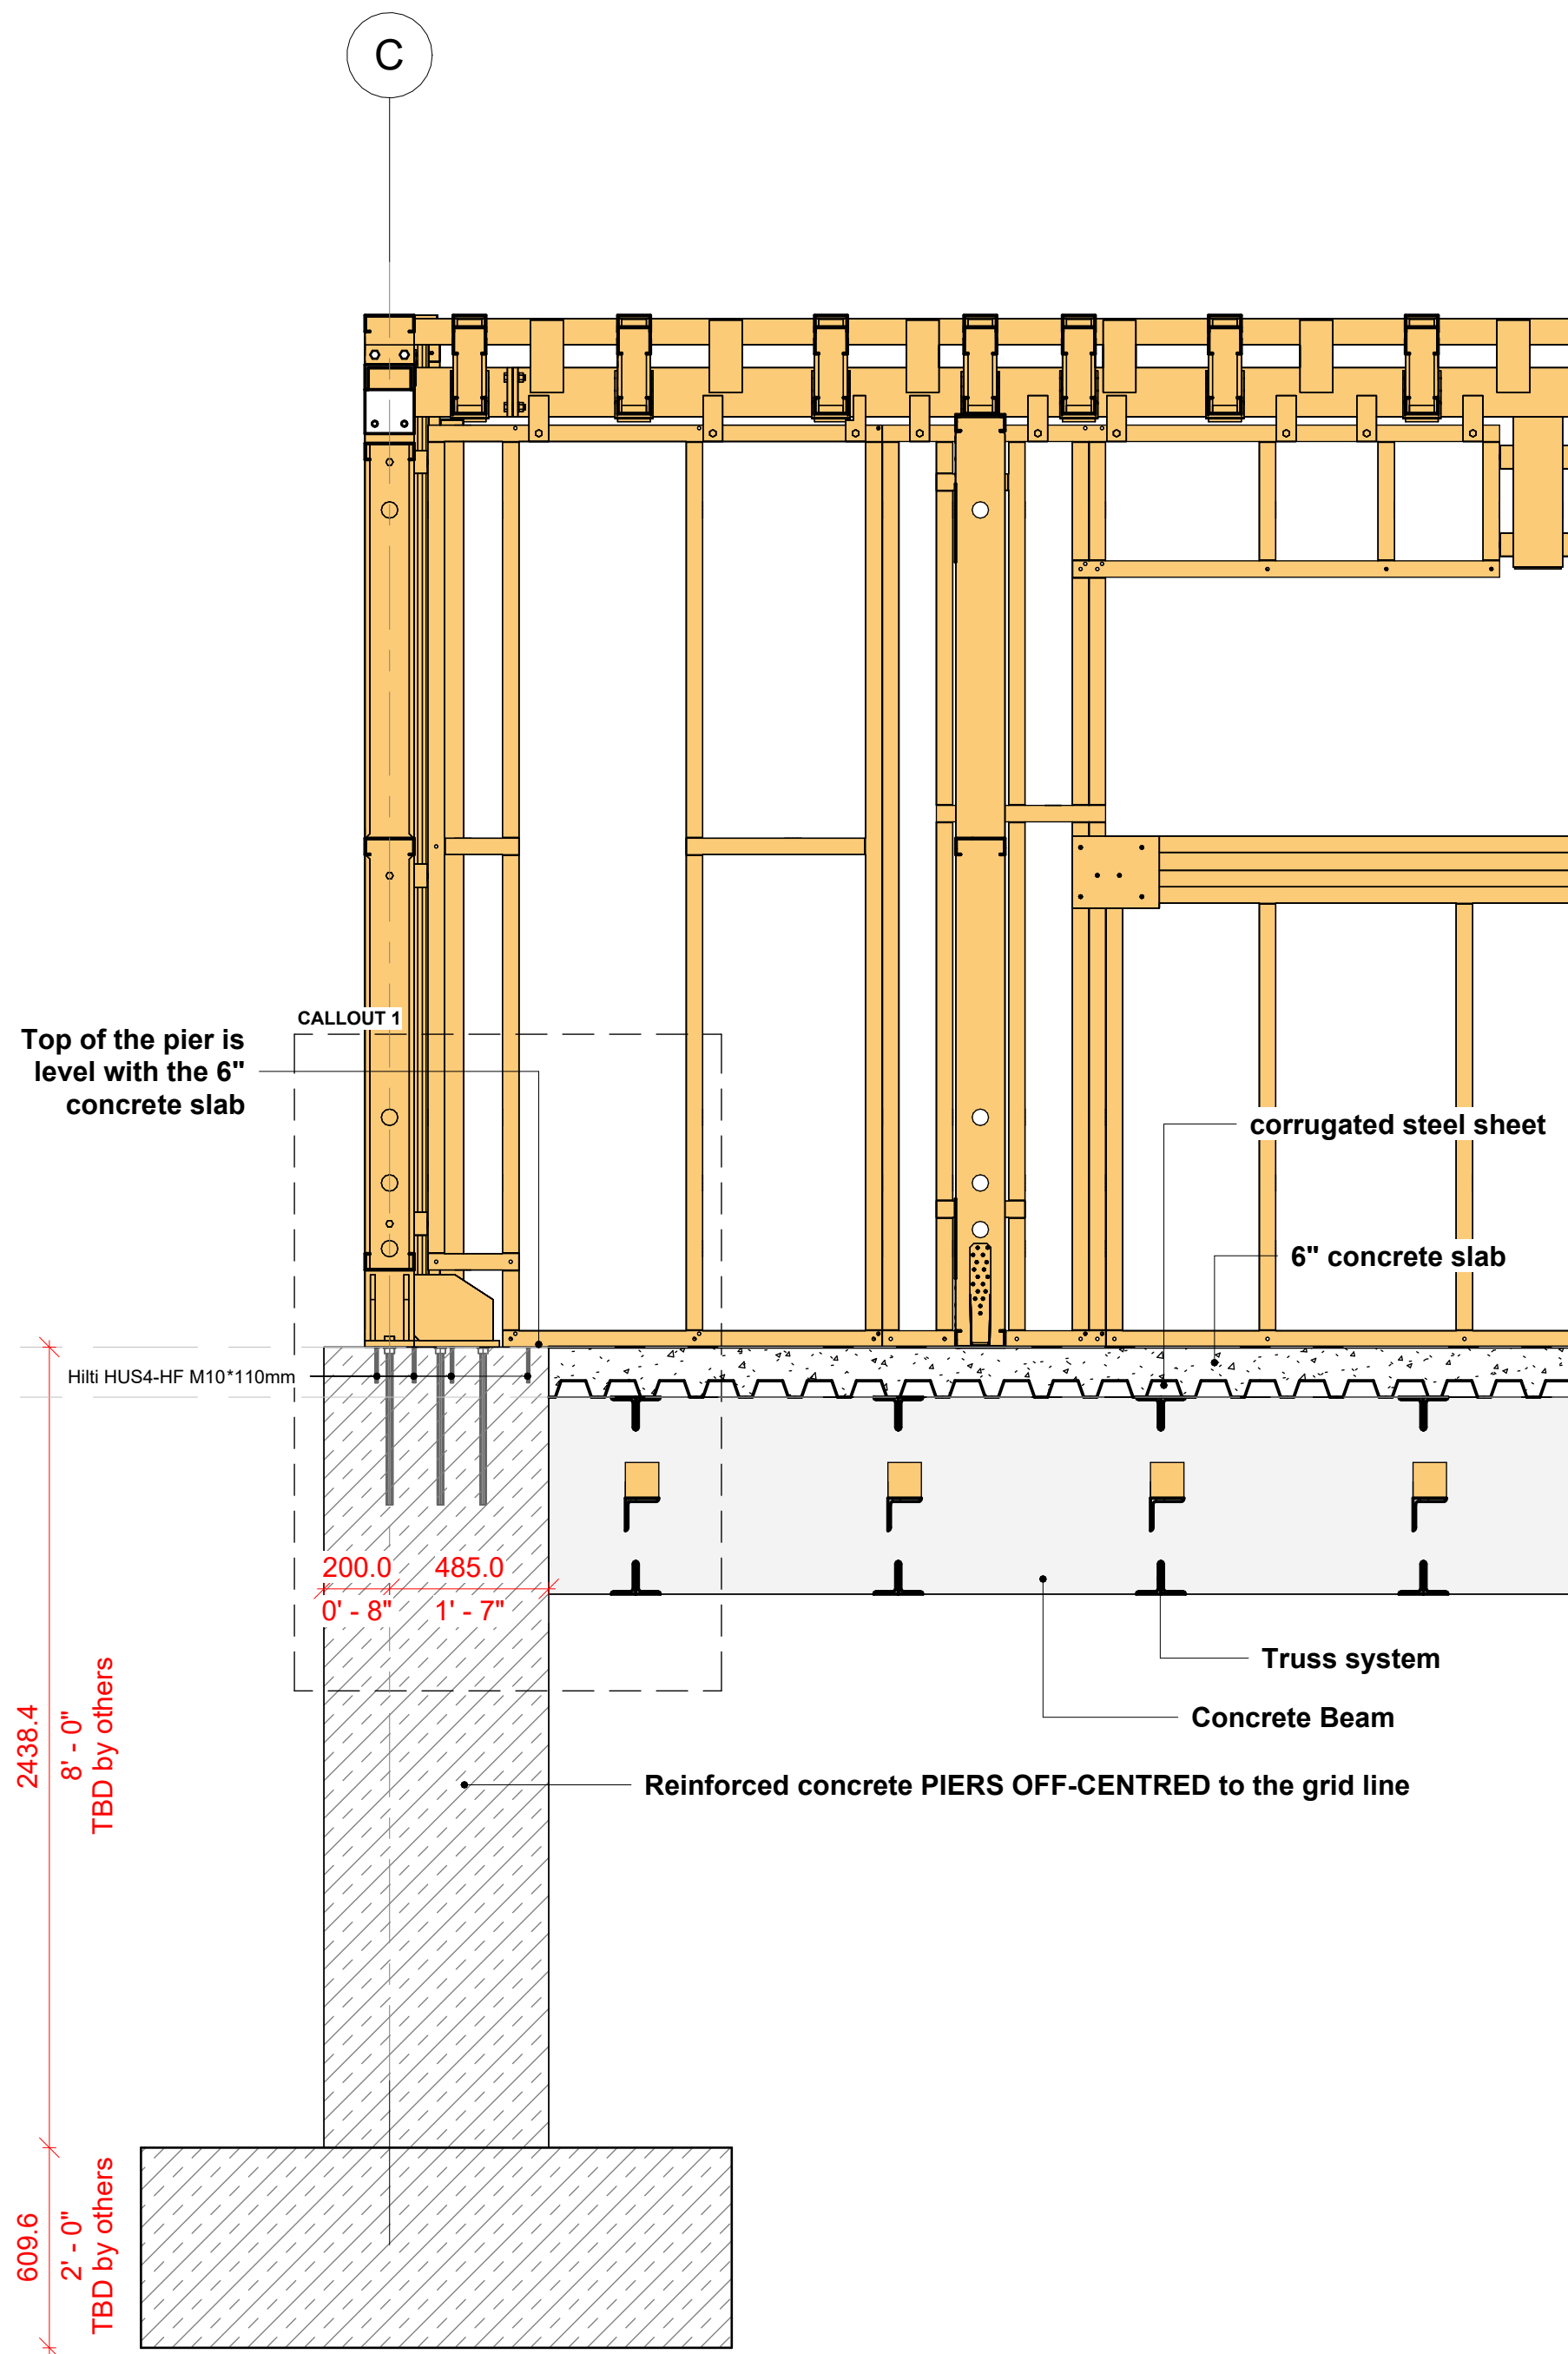 C
CALLOUT 1
Top of the pier is
level with the 6"
concrete slab
corrugated steel sheet
6" concrete slab
Hilti HUS4-HF M10*110mm
200.0 485.0
0' - 8" 1' - 7"
Truss system
Concrete Beam
Reinforced concrete PIERS OFF-CENTRED to the grid line
2438.4
8' - 0"
TBD by others
609.6
2' - 0"
TBD by others